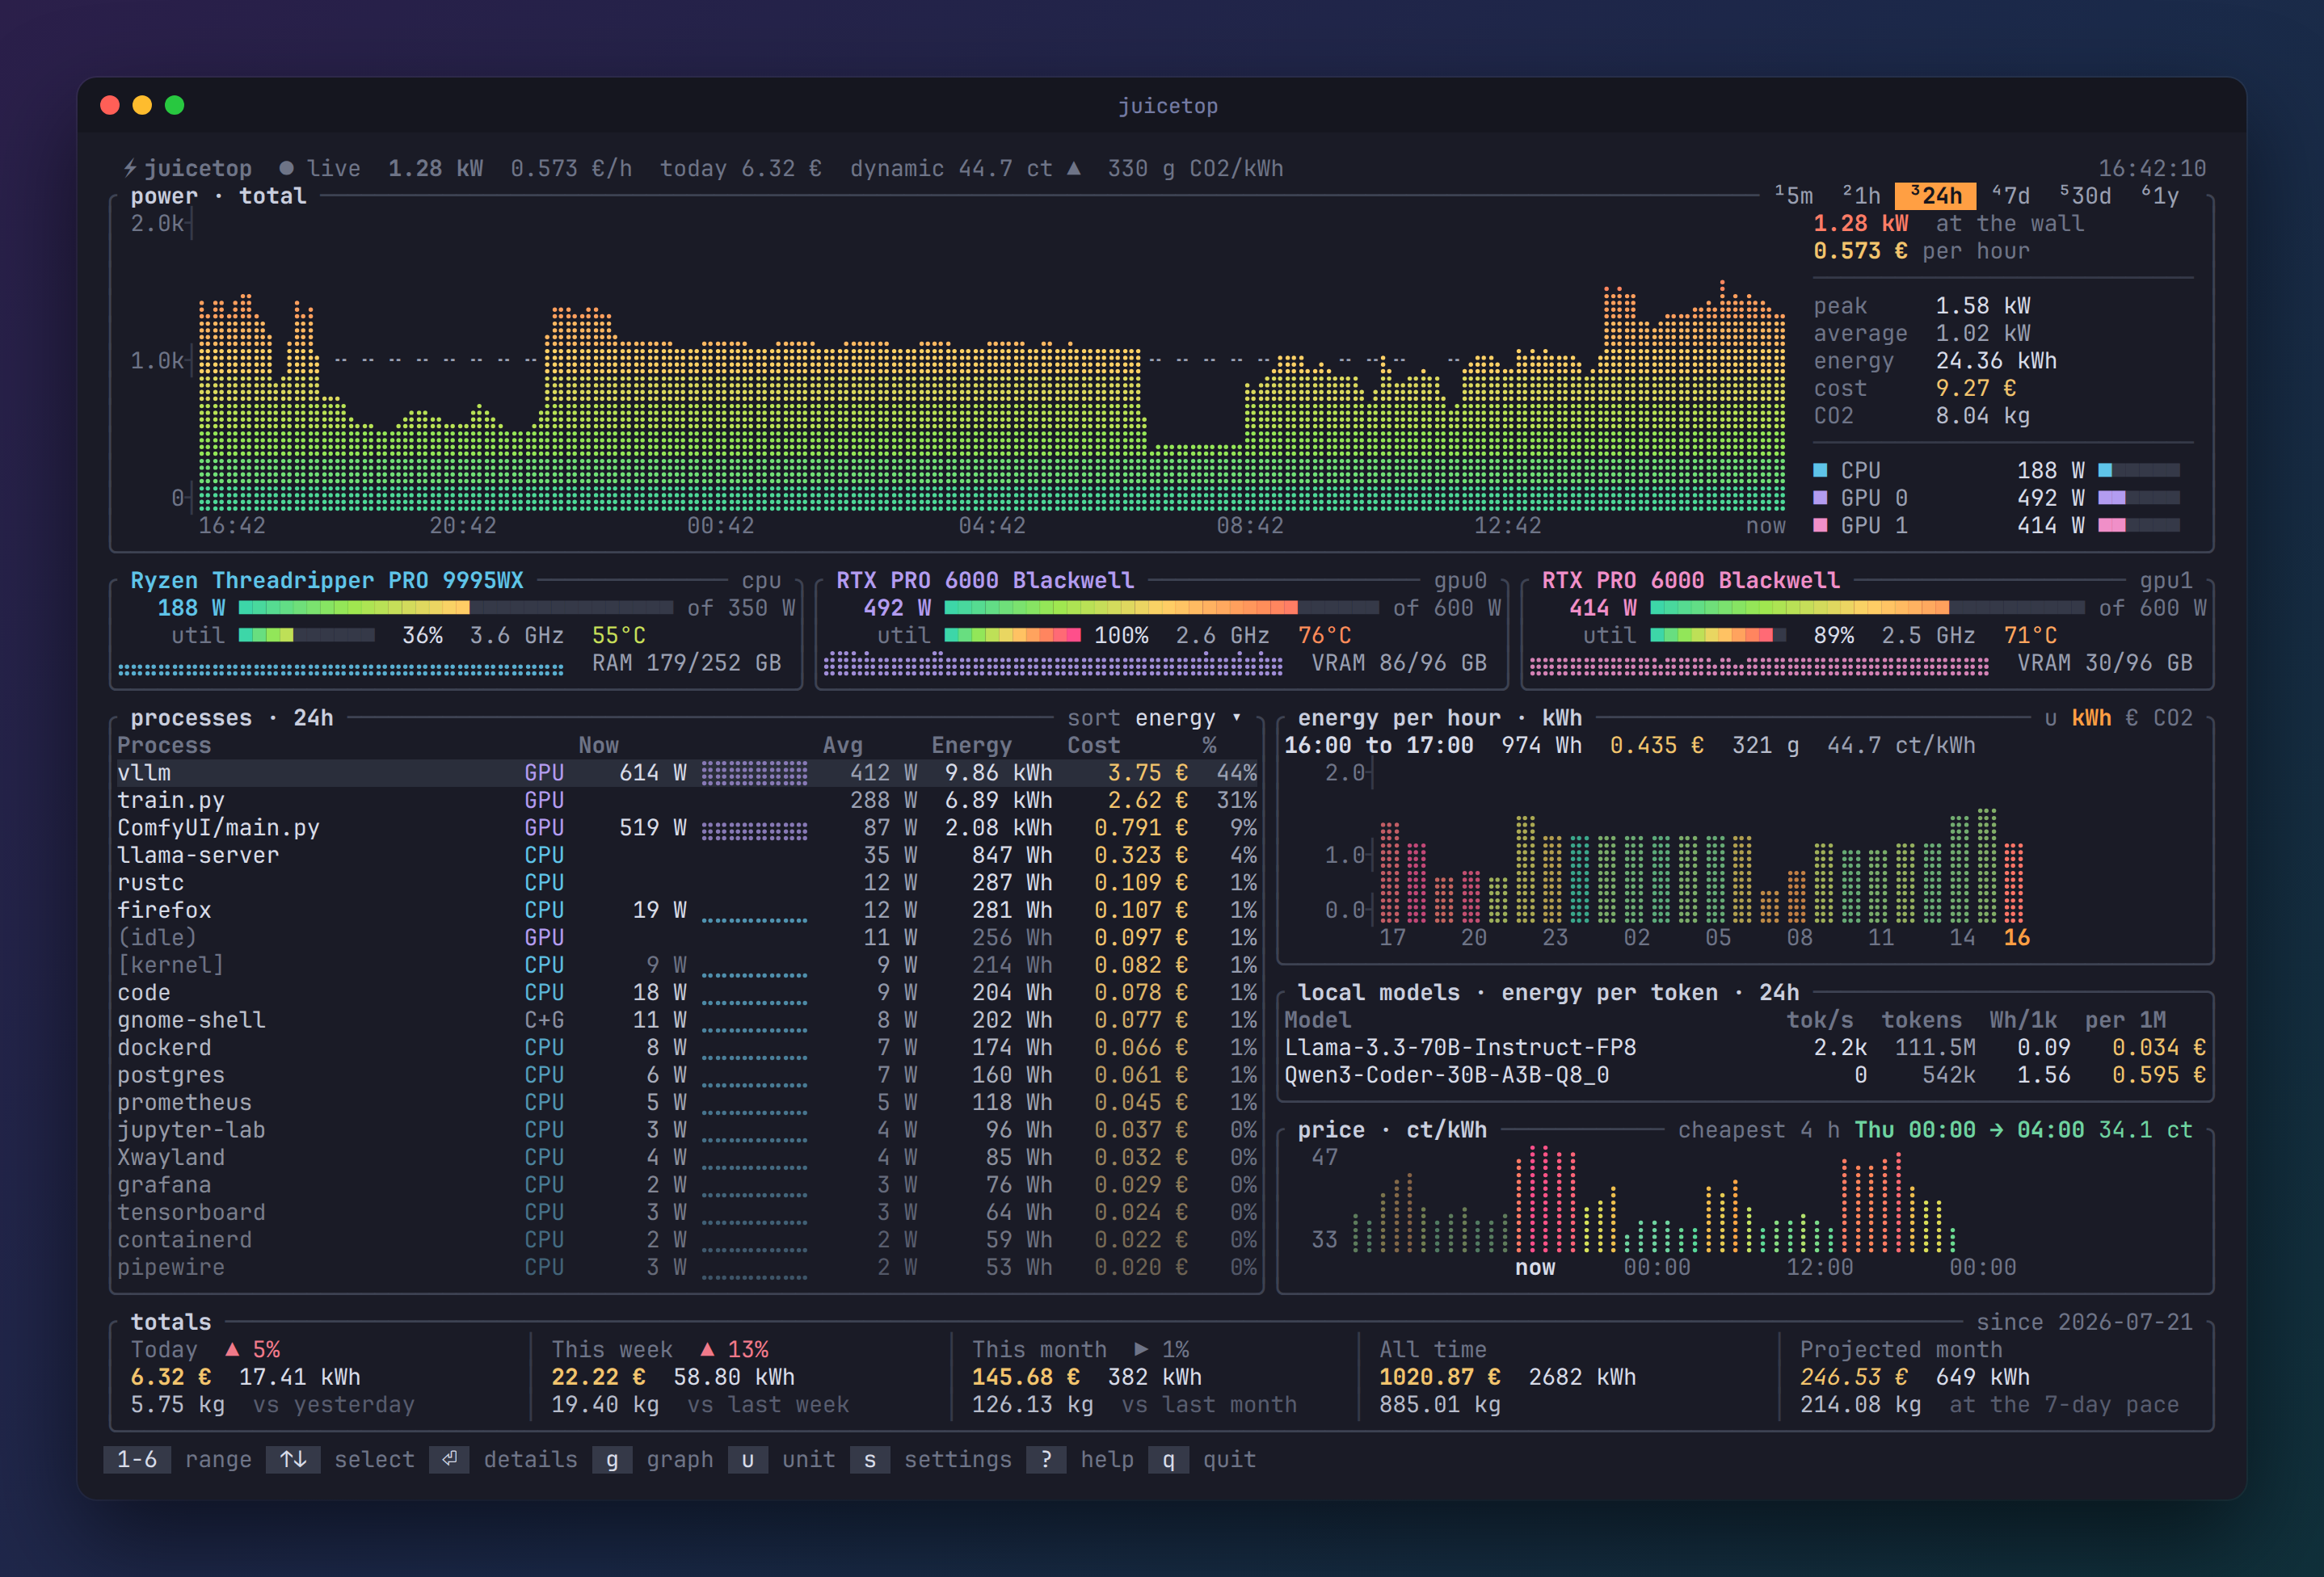 juicetop
⚡juicetop ● live 1.28 kW 0.573 €/h today 6.32 € dynamic 44.7 ct ▲ 330 g CO2/kWh 16:42:10
power · total ¹5m ²1h ³24h ⁴7d ⁵30d ⁶1y
2.0k
1.0k
0
16:42 20:42 00:42 04:42 08:42 12:42 now
1.28 kW at the wall
0.573 € per hour
peak 1.58 kW
average 1.02 kW
energy 24.36 kWh
cost 9.27 €
CO2 8.04 kg
CPU 188 W
GPU 0 492 W
GPU 1 414 W
Ryzen Threadripper PRO 9995WX cpu
188 W of 350 W
util 36% 3.6 GHz 55°C
RAM 179/252 GB
RTX PRO 6000 Blackwell gpu0
492 W of 600 W
util 100% 2.6 GHz 76°C
VRAM 86/96 GB
RTX PRO 6000 Blackwell gpu1
414 W of 600 W
util 89% 2.5 GHz 71°C
VRAM 30/96 GB
processes · 24h sort energy ▾
Process Now Avg Energy Cost %
vllm GPU 614 W 412 W 9.86 kWh 3.75 € 44%
train.py GPU 288 W 6.89 kWh 2.62 € 31%
ComfyUI/main.py GPU 519 W 87 W 2.08 kWh 0.791 € 9%
llama-server CPU 35 W 847 Wh 0.323 € 4%
rustc CPU 12 W 287 Wh 0.109 € 1%
firefox CPU 19 W 12 W 281 Wh 0.107 € 1%
(idle) GPU 11 W 256 Wh 0.097 € 1%
[kernel] CPU 9 W 9 W 214 Wh 0.082 € 1%
code CPU 18 W 9 W 204 Wh 0.078 € 1%
gnome-shell C+G 11 W 8 W 202 Wh 0.077 € 1%
dockerd CPU 8 W 7 W 174 Wh 0.066 € 1%
postgres CPU 6 W 7 W 160 Wh 0.061 € 1%
prometheus CPU 5 W 5 W 118 Wh 0.045 € 1%
jupyter-lab CPU 3 W 4 W 96 Wh 0.037 € 0%
Xwayland CPU 4 W 4 W 85 Wh 0.032 € 0%
grafana CPU 2 W 3 W 76 Wh 0.029 € 0%
tensorboard CPU 3 W 3 W 64 Wh 0.024 € 0%
containerd CPU 2 W 2 W 59 Wh 0.022 € 0%
pipewire CPU 3 W 2 W 53 Wh 0.020 € 0%
energy per hour · kWh u kWh € CO2
16:00 to 17:00 974 Wh 0.435 € 321 g 44.7 ct/kWh
2.0
1.0
0.0
17 20 23 02 05 08 11 14 16
local models · energy per token · 24h
Model tok/s tokens Wh/1k per 1M
Llama-3.3-70B-Instruct-FP8 2.2k 111.5M 0.09 0.034 €
Qwen3-Coder-30B-A3B-Q8_0 0 542k 1.56 0.595 €
price · ct/kWh cheapest 4 h Thu 00:00 → 04:00 34.1 ct
47
33
now 00:00 12:00 00:00
totals since 2026-07-21
Today ▲ 5%
6.32 € 17.41 kWh
5.75 kg vs yesterday
This week ▲ 13%
22.22 € 58.80 kWh
19.40 kg vs last week
This month ▶ 1%
145.68 € 382 kWh
126.13 kg vs last month
All time
1020.87 € 2682 kWh
885.01 kg
Projected month
246.53 € 649 kWh
214.08 kg at the 7-day pace
1-6 range ↑↓ select ⏎ details g graph u unit s settings ? help q quit